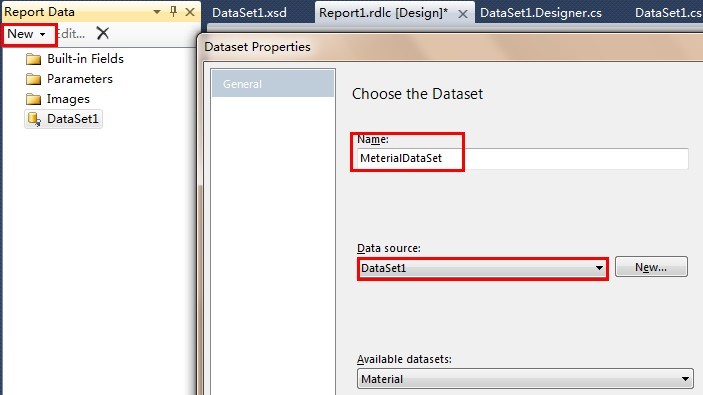 Report Data
New
Edit...
Built-in Fields
Parameters
Images
DataSet1
DataSet1.xsd
Report1.rdlc [Design]*
DataSet1.Designer.cs
DataSet1.cs
Dataset Properties
General
Choose the Dataset
Name:
MeterialDataSet
Data source:
DataSet1
New...
Available datasets:
Material